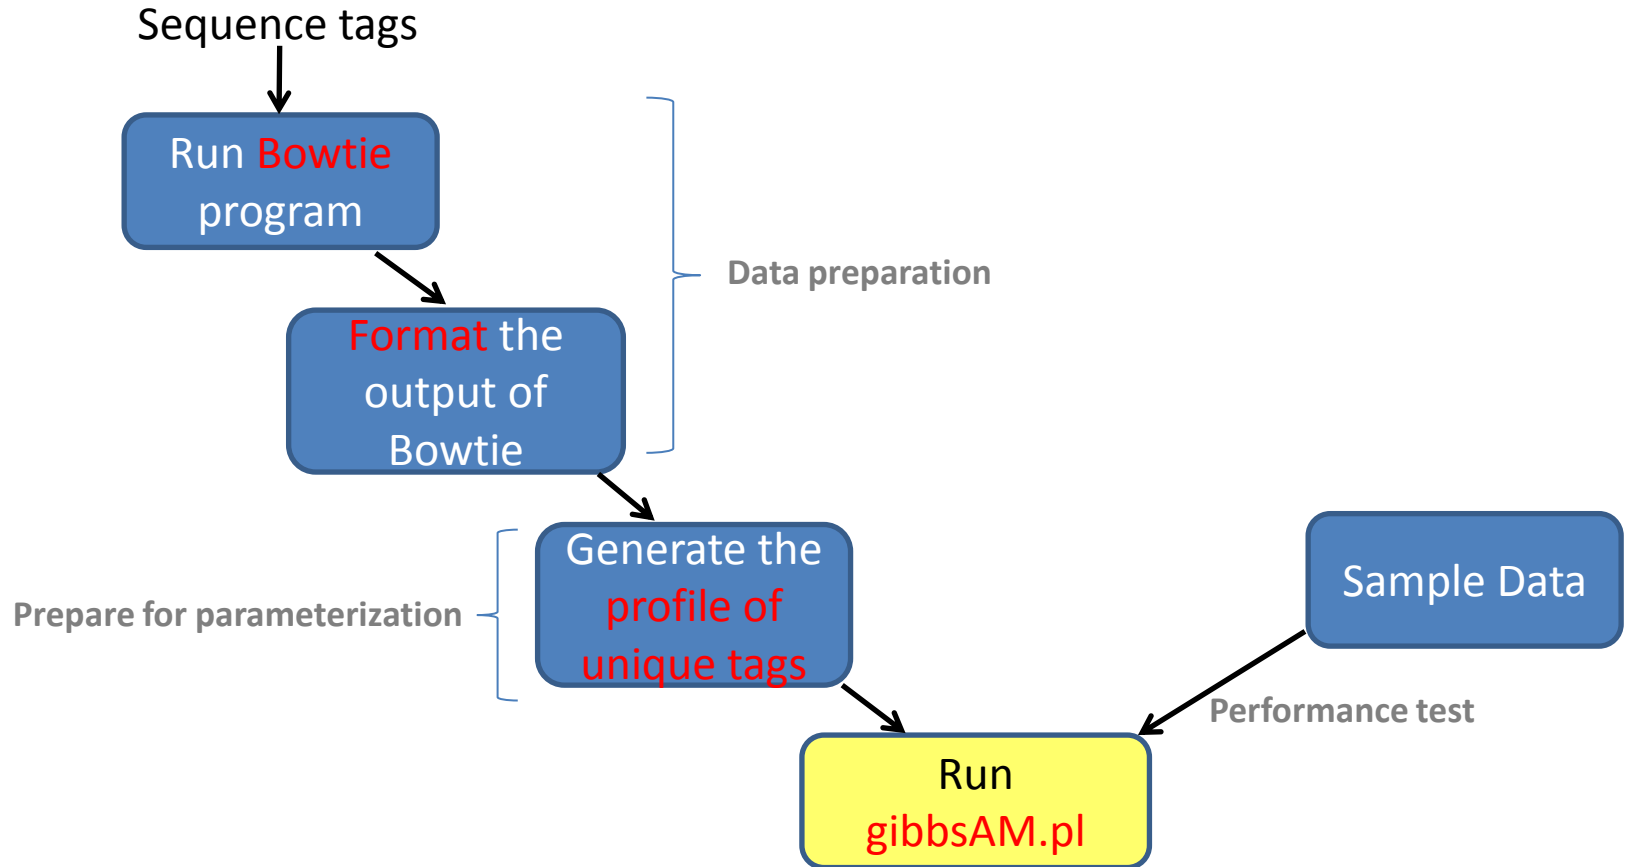 Sequence tags
Run Bowtie
program
Data preparation
Format the
output of
Bowtie
Generate the
profile of
unique tags
Prepare for parameterization
Sample Data
Performance test
Run
gibbsAM.pl